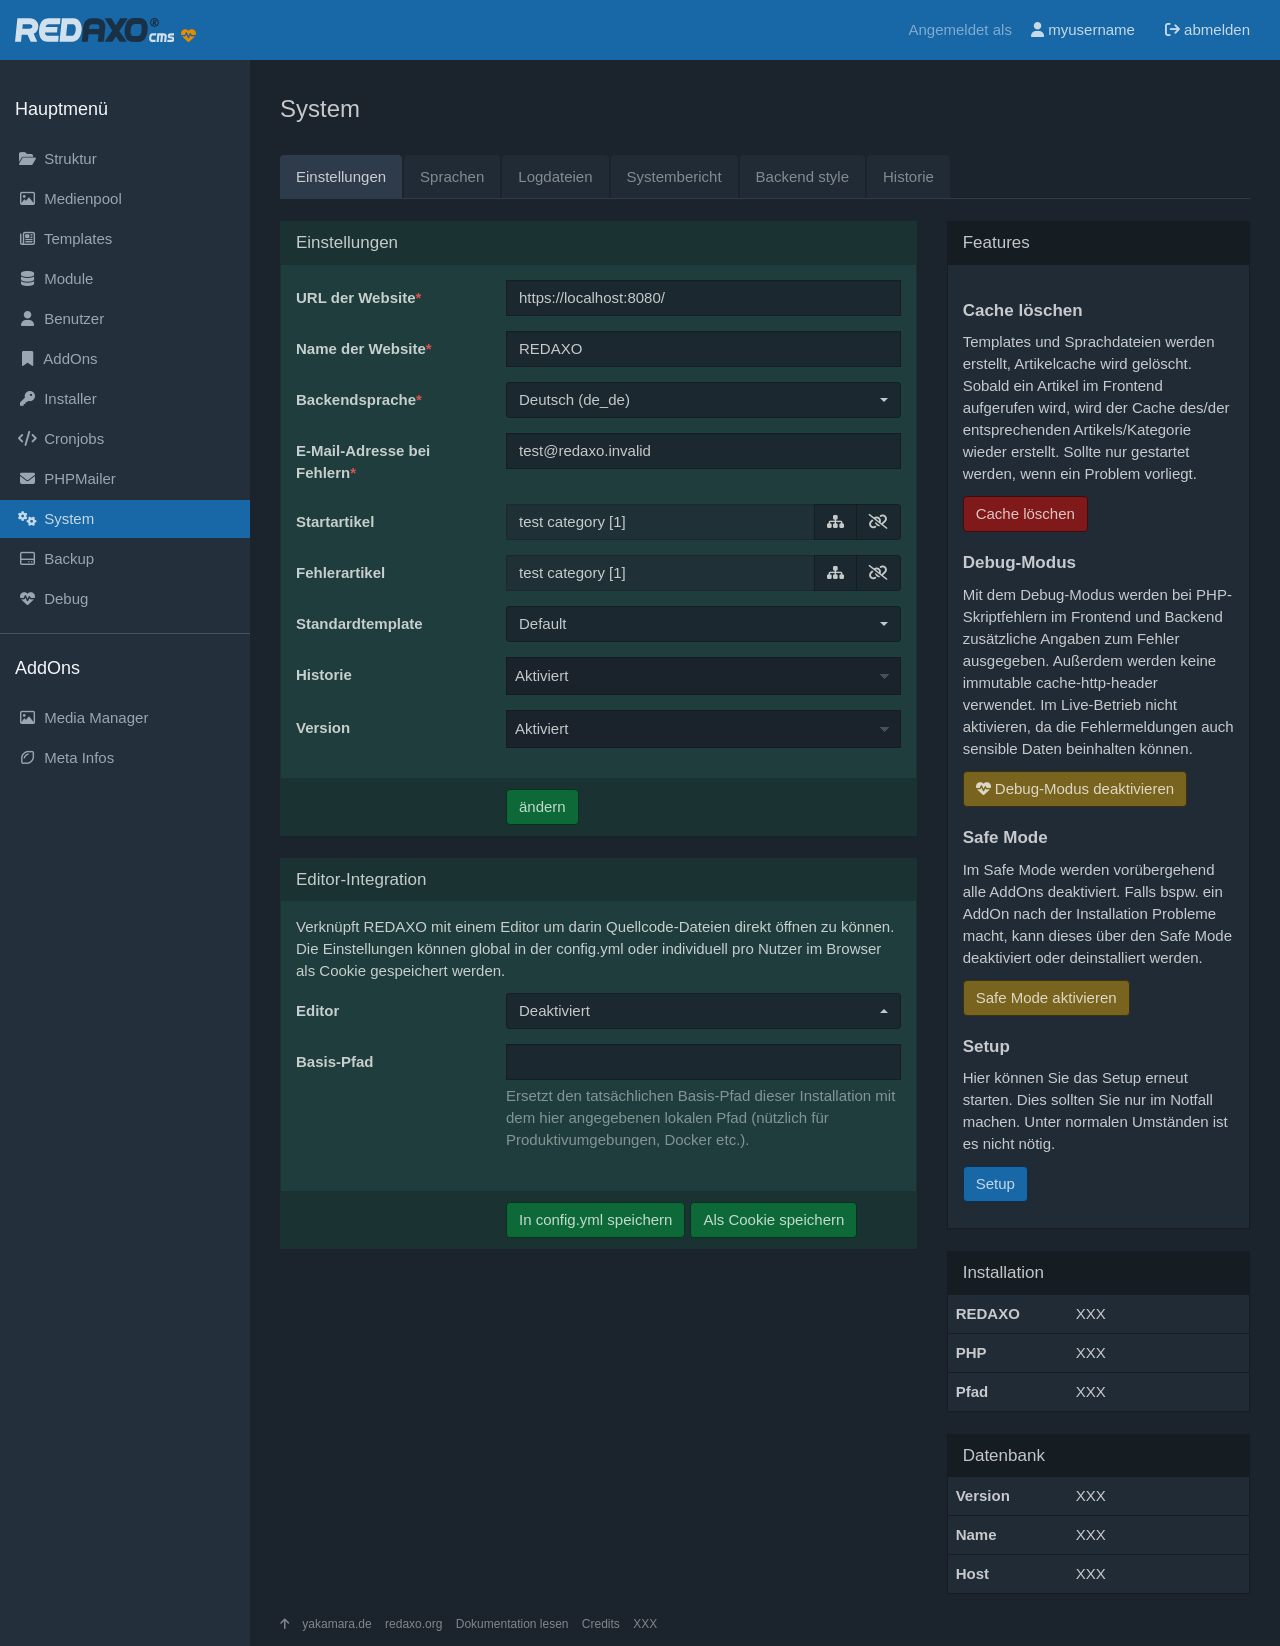 REDAXO® cms
Angemeldet als myusername abmelden
Hauptmenü
Struktur
Medienpool
Templates
Module
Benutzer
AddOns
Installer
Cronjobs
PHPMailer
System
Backup
Debug
AddOns
Media Manager
Meta Infos
System
Einstellungen Sprachen Logdateien Systembericht Backend style Historie
Einstellungen
URL der Website* https://localhost:8080/
Name der Website* REDAXO
Backendsprache* Deutsch (de_de)
E-Mail-Adresse bei
Fehlern*
test@redaxo.invalid
Startartikel test category [1]
Fehlerartikel test category [1]
Standardtemplate Default
Historie Aktiviert
Version Aktiviert
ändern
Editor-Integration
Verknüpft REDAXO mit einem Editor um darin Quellcode-Dateien direkt öffnen zu können.
Die Einstellungen können global in der config.yml oder individuell pro Nutzer im Browser
als Cookie gespeichert werden.
Editor Deaktiviert
Basis-Pfad
Ersetzt den tatsächlichen Basis-Pfad dieser Installation mit
dem hier angegebenen lokalen Pfad (nützlich für
Produktivumgebungen, Docker etc.).
In config.yml speichern Als Cookie speichern
Features
Cache löschen
Templates und Sprachdateien werden
erstellt, Artikelcache wird gelöscht.
Sobald ein Artikel im Frontend
aufgerufen wird, wird der Cache des/der
entsprechenden Artikels/Kategorie
wieder erstellt. Sollte nur gestartet
werden, wenn ein Problem vorliegt.
Cache löschen
Debug-Modus
Mit dem Debug-Modus werden bei PHP-
Skriptfehlern im Frontend und Backend
zusätzliche Angaben zum Fehler
ausgegeben. Außerdem werden keine
immutable cache-http-header
verwendet. Im Live-Betrieb nicht
aktivieren, da die Fehlermeldungen auch
sensible Daten beinhalten können.
Debug-Modus deaktivieren
Safe Mode
Im Safe Mode werden vorübergehend
alle AddOns deaktiviert. Falls bspw. ein
AddOn nach der Installation Probleme
macht, kann dieses über den Safe Mode
deaktiviert oder deinstalliert werden.
Safe Mode aktivieren
Setup
Hier können Sie das Setup erneut
starten. Dies sollten Sie nur im Notfall
machen. Unter normalen Umständen ist
es nicht nötig.
Setup
Installation
REDAXO XXX
PHP XXX
Pfad XXX
Datenbank
Version XXX
Name XXX
Host XXX
yakamara.de redaxo.org Dokumentation lesen Credits XXX